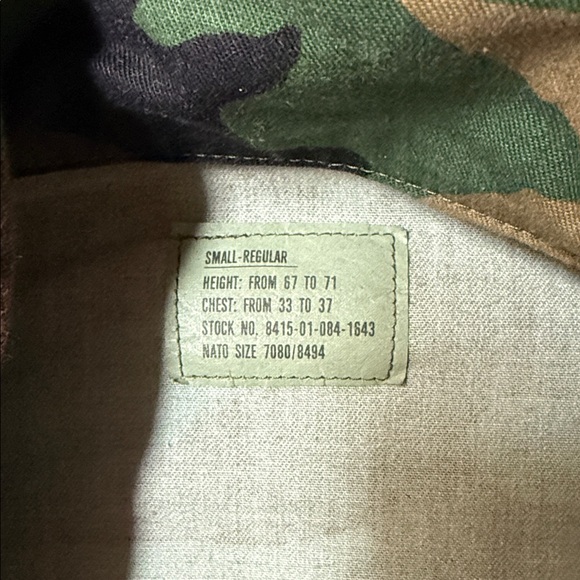 SMALL-REGULAR
HEIGHT: FROM 67 TO 71
CHEST: FROM 33 TO 37
STOCK NO. 8415-01-084-1643
NATO SIZE 7080/8494